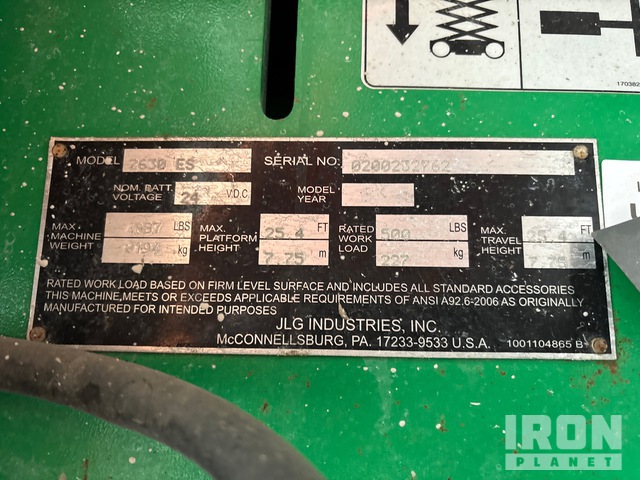 170382
MODEL 2630 ES SERIAL NO. 0200232762
NOM. BATT. VOLTAGE 24 V.D.C. MODEL YEAR
MAX. MACHINE WEIGHT LBS kg MAX. PLATFORM HEIGHT 25.4 FT 7.75 m RATED WORK LOAD 500 LBS 227 kg MAX. TRAVEL HEIGHT 25.4 FT 7.75 m
RATED WORK LOAD BASED ON FIRM LEVEL SURFACE AND INCLUDES ALL STANDARD ACCESSORIES
THIS MACHINE MEETS OR EXCEEDS APPLICABLE REQUIREMENTS OF ANSI A92.6-2006 AS ORIGINALLY
MANUFACTURED FOR INTENDED PURPOSES
JLG INDUSTRIES, INC.
McCONNELLSBURG, PA. 17233-9533 U.S.A. 1001104865 B
IRON
PLANET